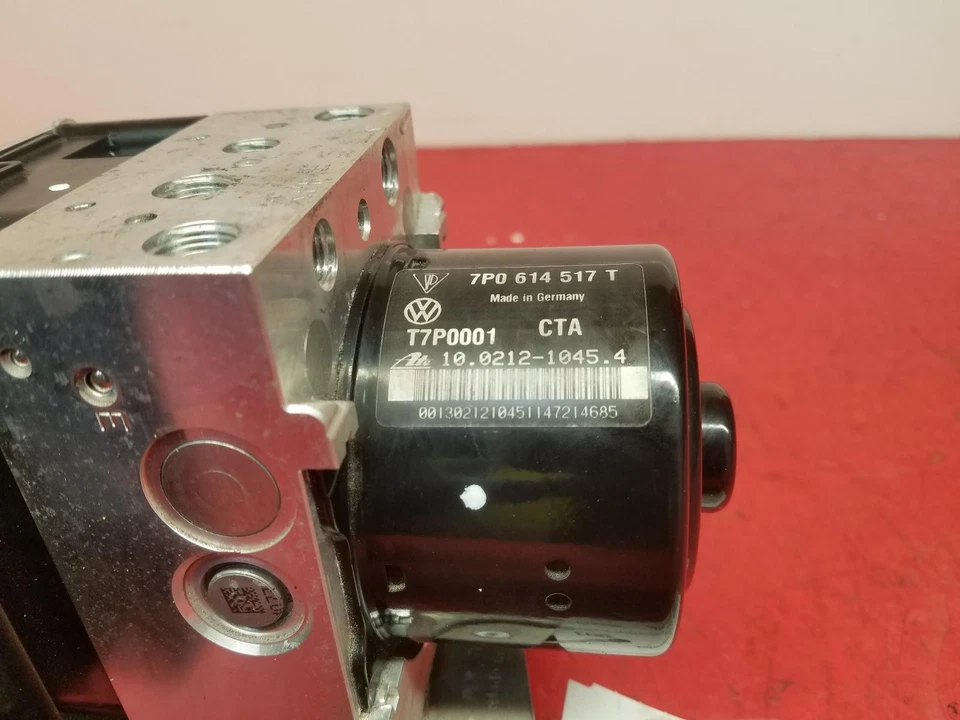 7P0 614 517 T
Made in Germany
T7P0001 CTA
10.0212-1045.4
0013021210451147214685
E